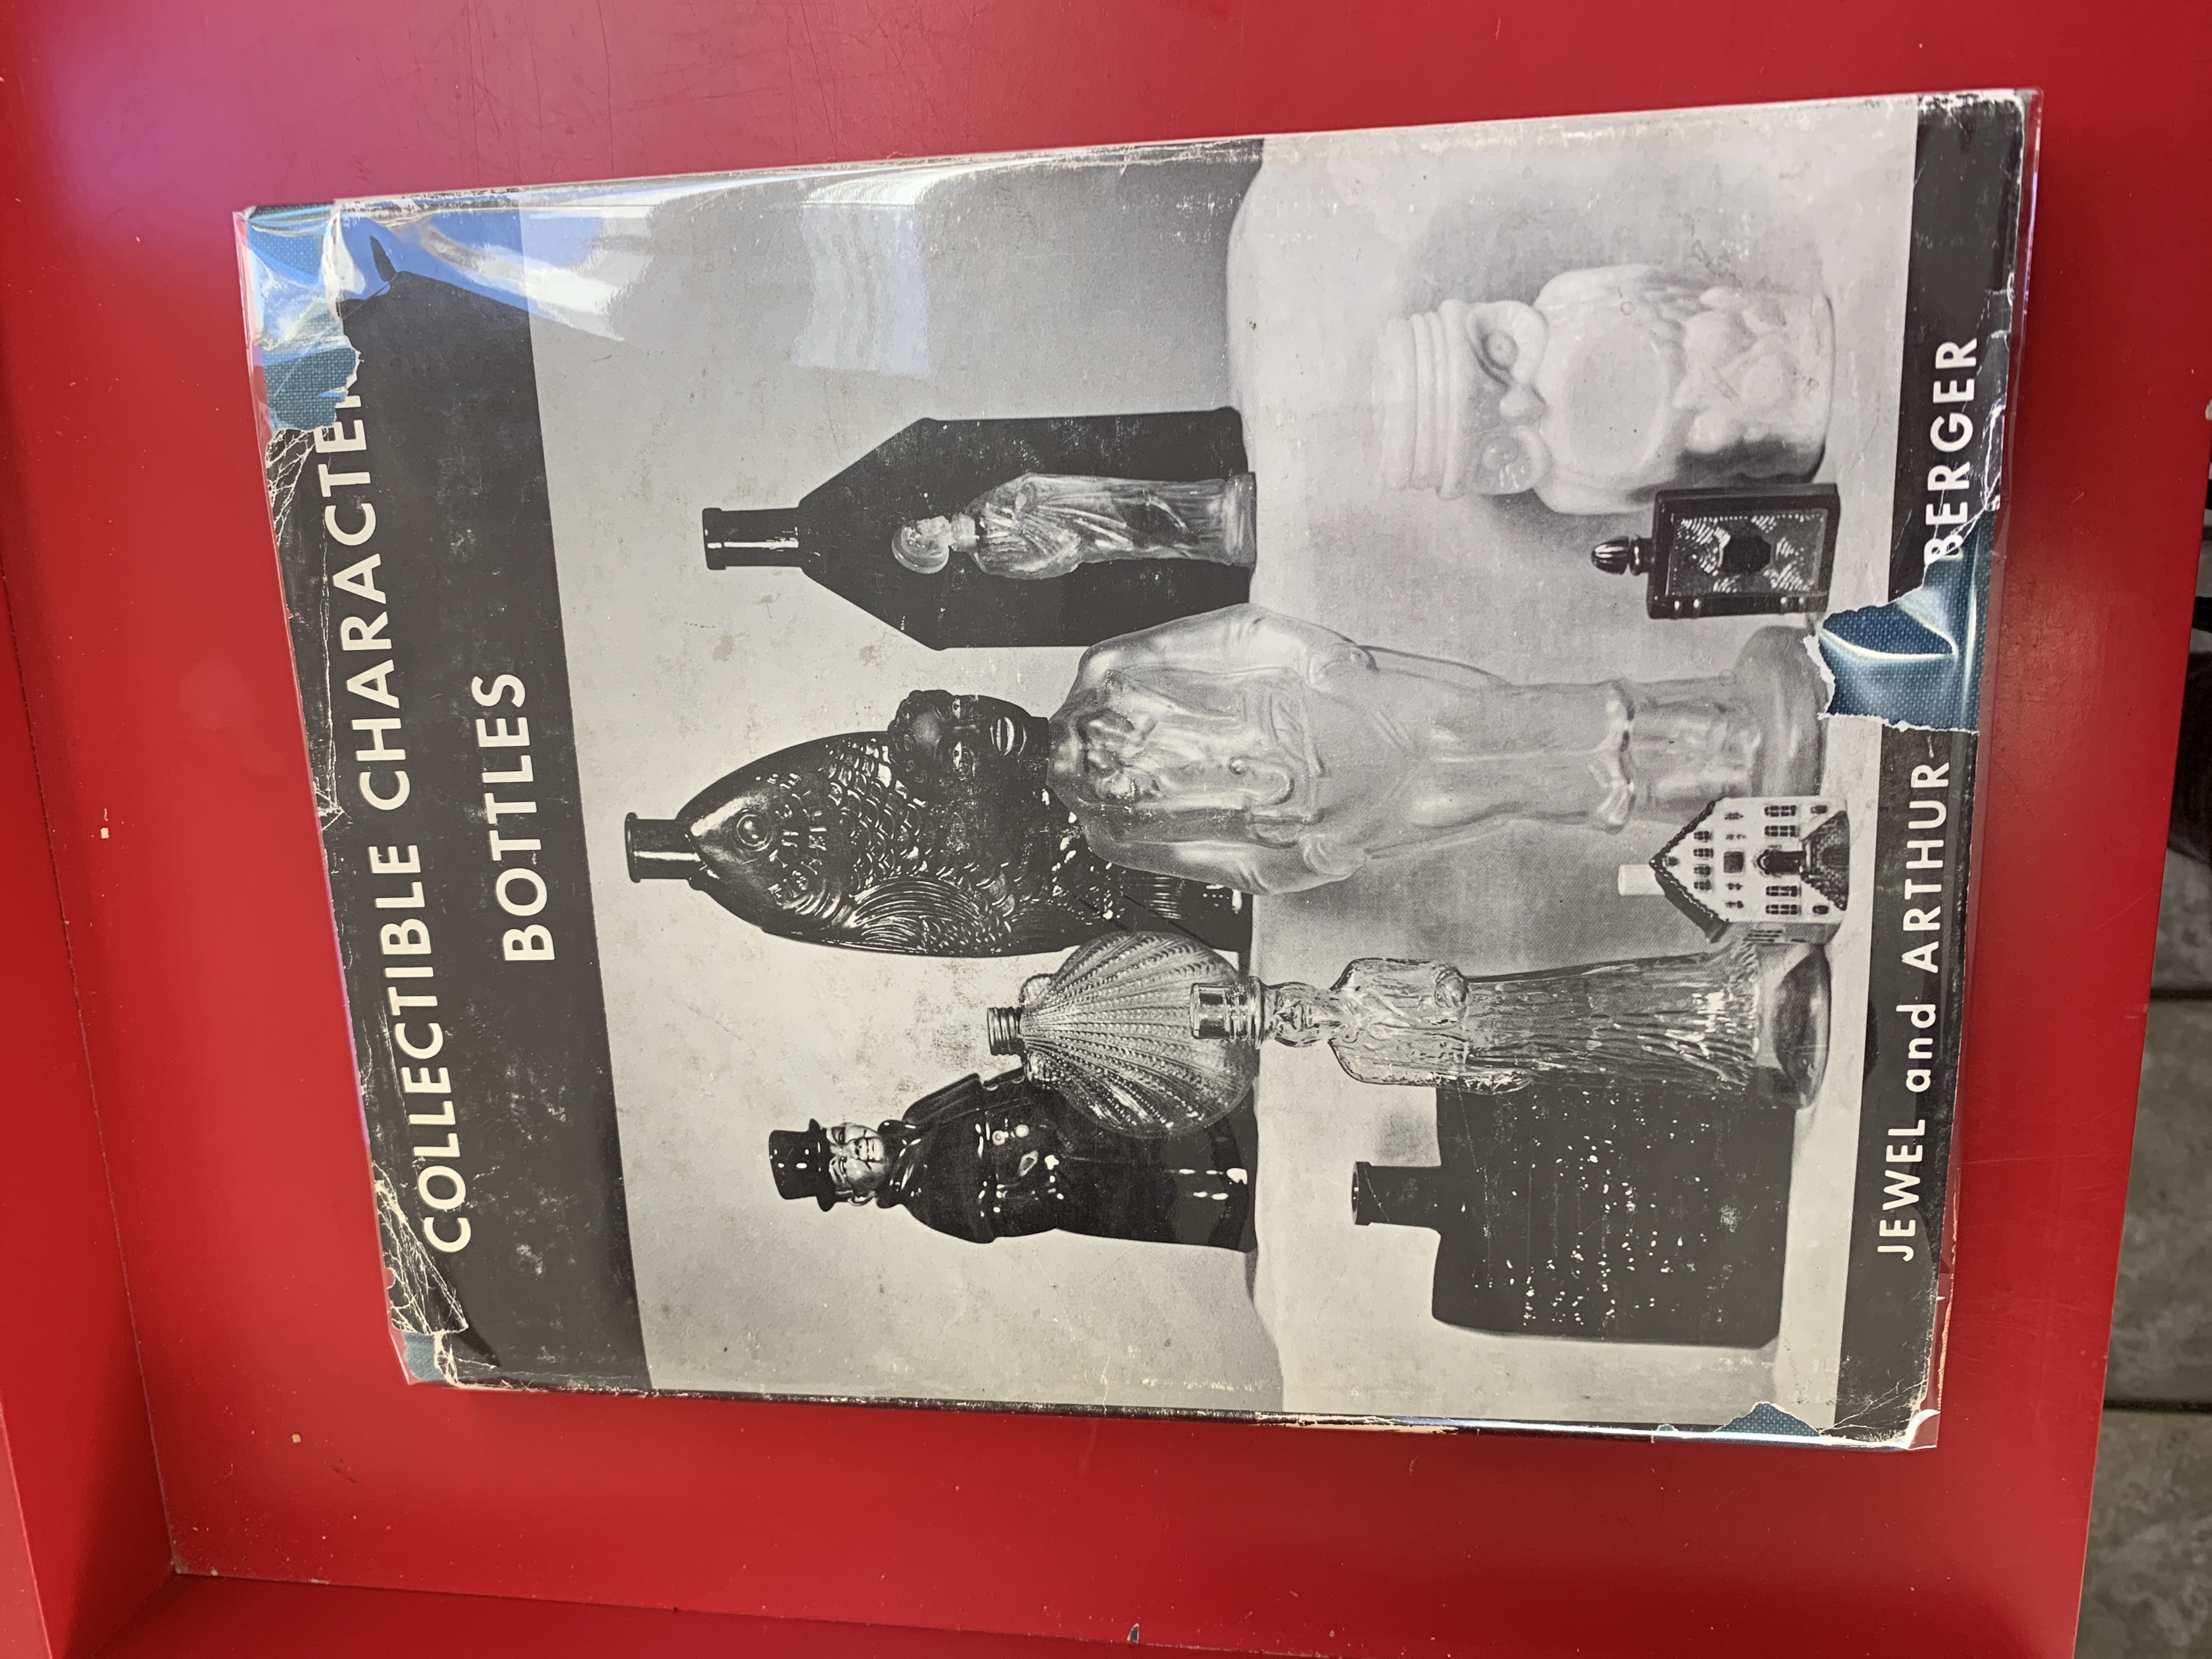 COLLECTIBLE CHARACTER
BOTTLES
JEWEL and ARTHUR BERGER